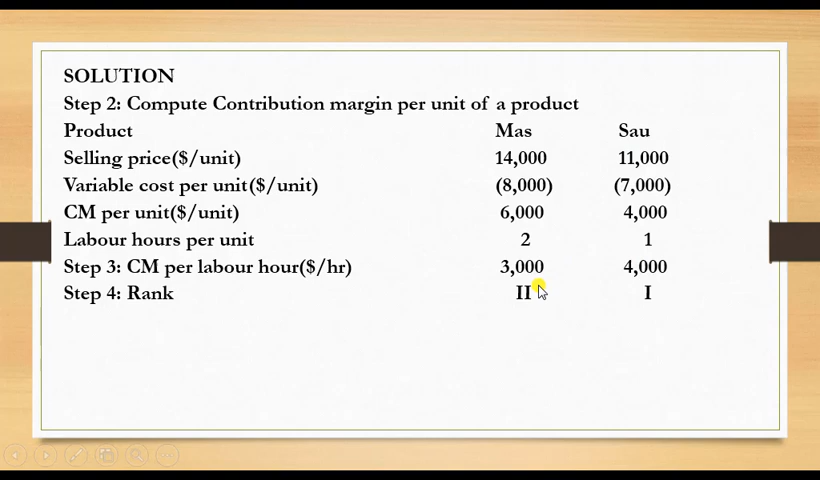 SOLUTION
Step 2: Compute Contribution margin per unit of a product
Product Mas Sau
Selling price($/unit) 14,000 11,000
Variable cost per unit($/unit) (8,000) (7,000)
CM per unit($/unit) 6,000 4,000
Labour hours per unit 2 1
Step 3: CM per labour hour($/hr) 3,000 4,000
Step 4: Rank II I